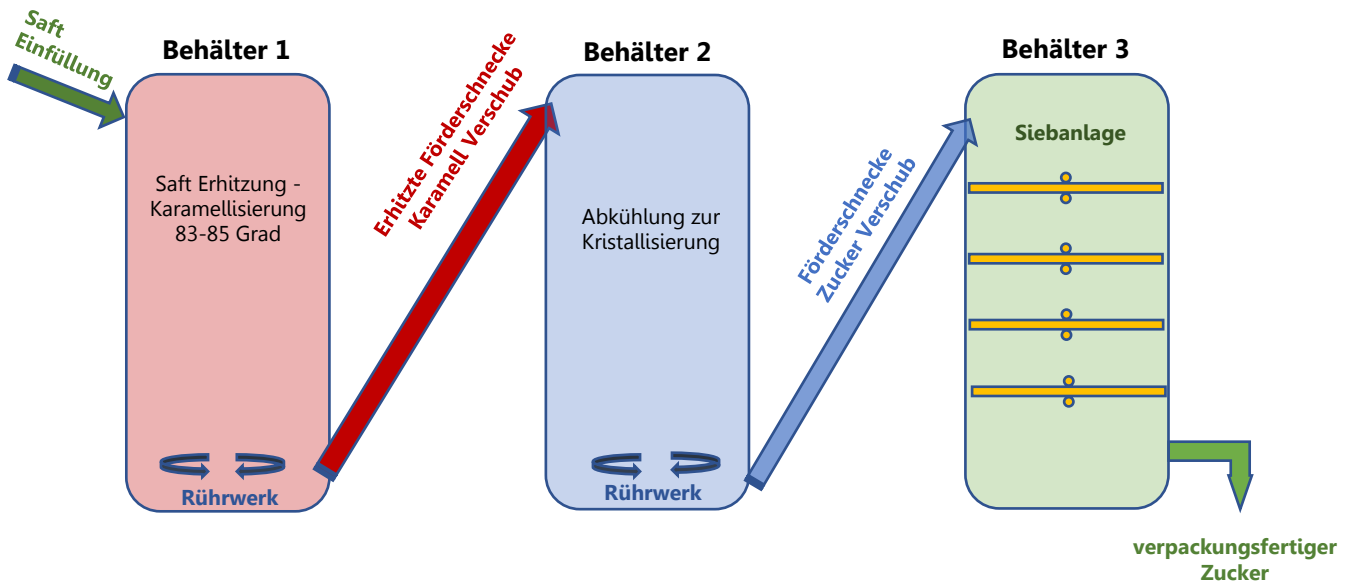 Saft
Einfüllung
Behälter 1
Saft Erhitzung -
Karamellisierung
83-85 Grad
Rührwerk
Erhitzte Förderschnecke
Karamell Verschub
Behälter 2
Abkühlung zur
Kristallisierung
Rührwerk
Förderschnecke
Zucker Verschub
Behälter 3
Siebanlage
verpackungsfertiger
Zucker